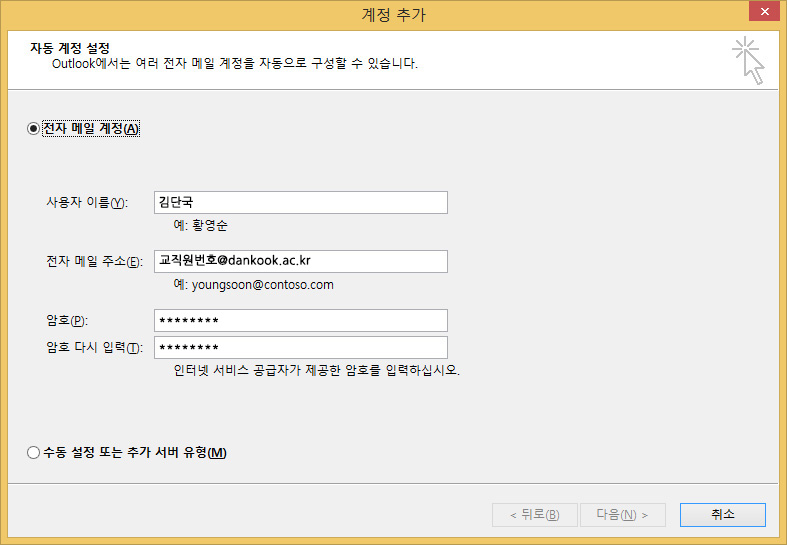 계정 추가
자동 계정 설정
Outlook에서는 여러 전자 메일 계정을 자동으로 구성할 수 있습니다.
전자 메일 계정(A)
사용자 이름(Y): 김단국
예: 황영순
전자 메일 주소(E): 교직원번호@dankook.ac.kr
예: youngsoon@contoso.com
암호(P): ********
암호 다시 입력(T): ********
인터넷 서비스 공급자가 제공한 암호를 입력하십시오.
수동 설정 또는 추가 서버 유형(M)
< 뒤로(B) 다음(N) > 취소